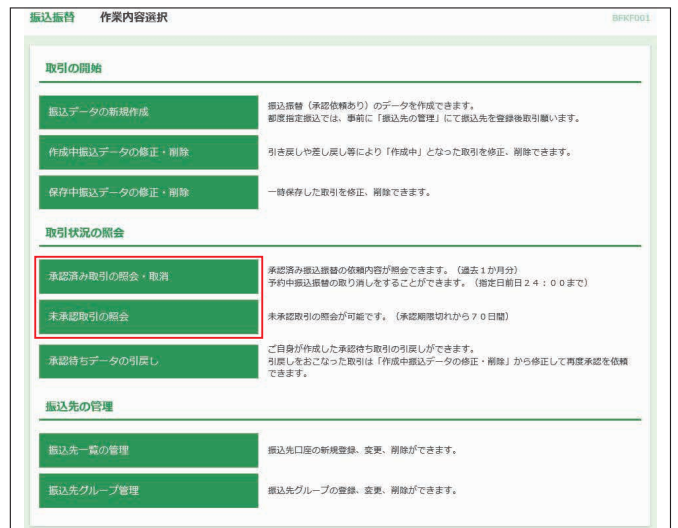 振込振替 作業内容選択 BFKF001
取引の開始
振込データの新規作成
振込振替（承認依頼あり）のデータを作成できます。
都度指定振込では、事前に「振込先の管理」にて振込先を登録後取引願います。
作成中振込データの修正・削除
引き戻しや差し戻し等により「作成中」となった取引を修正、削除できます。
保存中振込データの修正・削除
一時保存した取引を修正、削除できます。
取引状況の照会
承認済み取引の照会・取消
承認済み振込振替の依頼内容が照会できます。（過去１か月分）
予約中振込振替の取り消しをすることができます。（指定日前日２４：００まで）
未承認取引の照会
未承認取引の照会が可能です。（承認期限切れから７０日間）
承認待ちデータの引戻し
ご自身が作成した承認待ち取引の引戻しができます。
引戻しをおこなった取引は「作成中振込データの修正・削除」から修正して再度承認を依頼
できます。
振込先の管理
振込先一覧の管理
振込先口座の新規登録、変更、削除ができます。
振込先グループ管理
振込先グループの登録、変更、削除ができます。